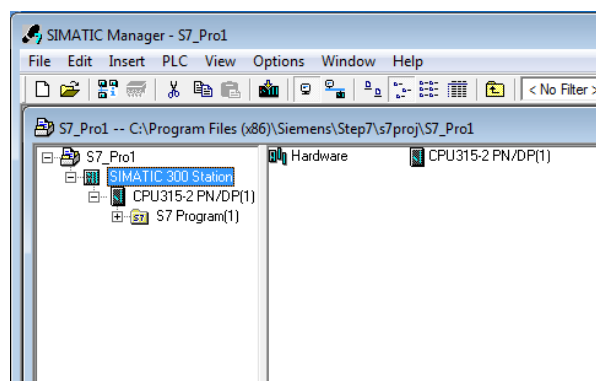 SIMATIC Manager - S7_Pro1
File Edit Insert PLC View Options Window Help
< No Filter >
S7_Pro1 -- C:\Program Files (x86)\Siemens\Step7\s7proj\S7_Pro1
S7_Pro1
SIMATIC 300 Station
CPU315-2 PN/DP(1)
S7 Program(1)
Hardware
CPU315-2 PN/DP(1)